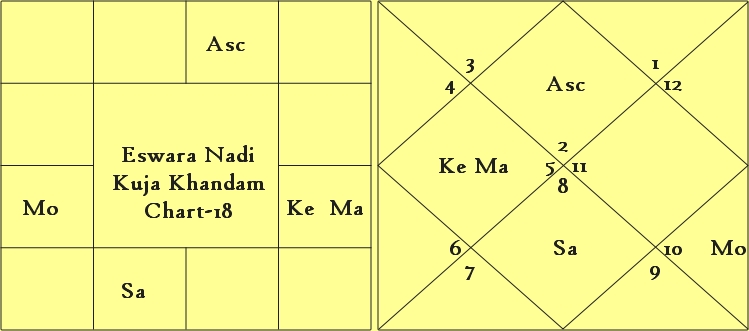 Asc
Eswara Nadi
Kuja Khandam
Chart-18
Mo
Ke Ma
Sa
3
1
4
Asc
12
2
Ke Ma
5
11
8
6
Sa
10
Mo
7
9